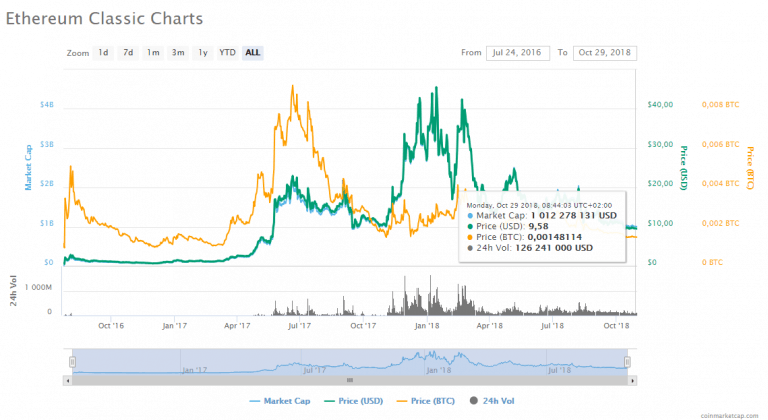 Ethereum Classic Charts
Zoom 1d 7d 1m 3m 1y YTD ALL
From Jul 24, 2016 To Oct 29, 2018
Market Cap
$4B
$3B
$2B
$1B
$0
24h Vol
1 000M
0
$40,00
$30,00
$20,00
$10,00
$0
Price (USD)
0,008 BTC
0,006 BTC
0,004 BTC
0,002 BTC
0 BTC
Price (BTC)
Monday, Oct 29 2018, 08:44:03 UTC+02:00
Market Cap: 1 012 278 131 USD
Price (USD): 9,58
Price (BTC): 0,00148114
24h Vol: 126 241 000 USD
Oct '16 Jan '17 Apr '17 Jul '17 Oct '17 Jan '18 Apr '18 Jul '18 Oct '18
Jan '17 Jul '17 Jan '18 Jul '18
Market Cap Price (USD) Price (BTC) 24h Vol
coinmarketcap.com